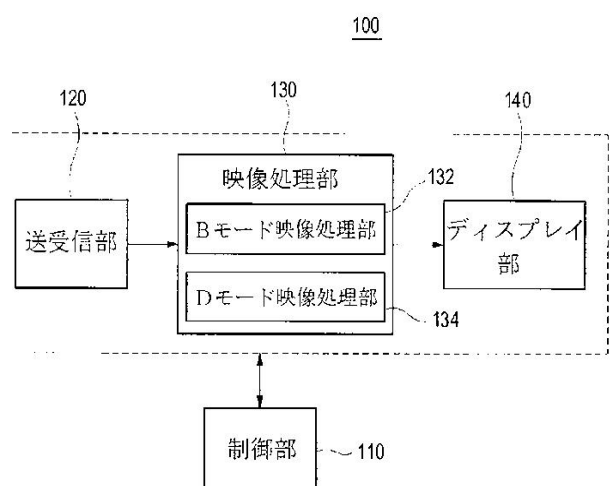 100
120
130
140
映像処理部
132
送受信部
Bモード映像処理部
ディスプレイ
部
Dモード映像処理部
134
制御部
110